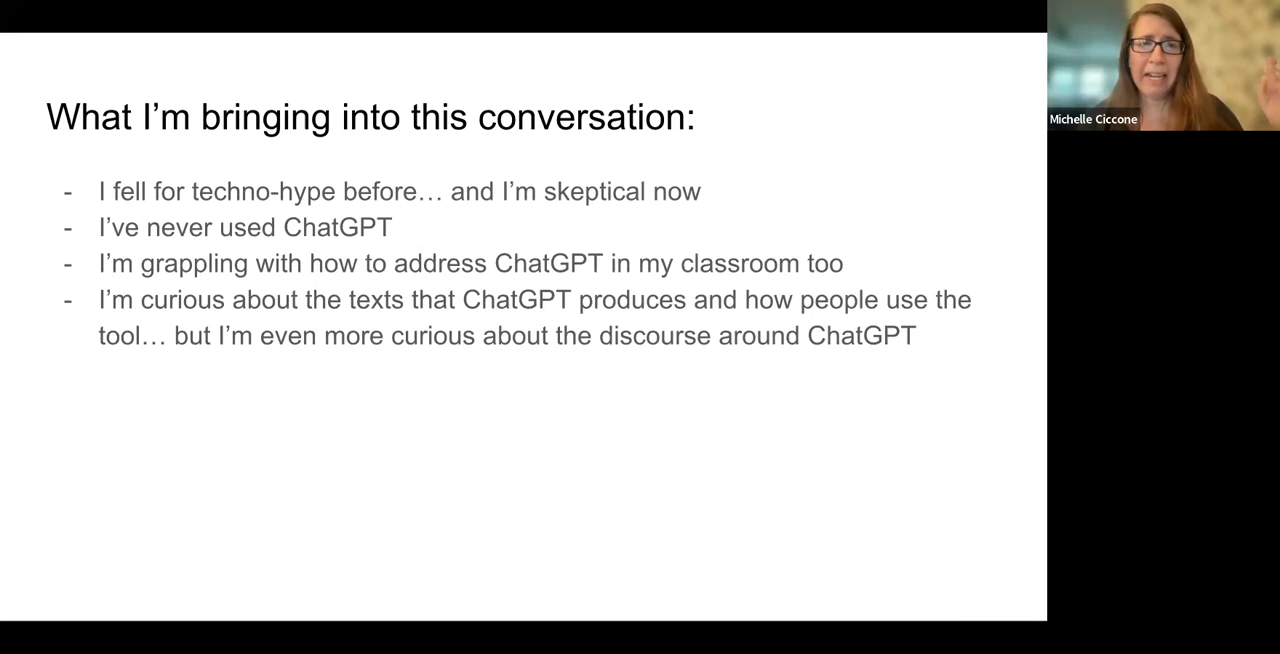 What I’m bringing into this conversation:
- I fell for techno-hype before… and I’m skeptical now
- I’ve never used ChatGPT
- I’m grappling with how to address ChatGPT in my classroom too
- I’m curious about the texts that ChatGPT produces and how people use the
tool… but I’m even more curious about the discourse around ChatGPT
Michelle Ciccone